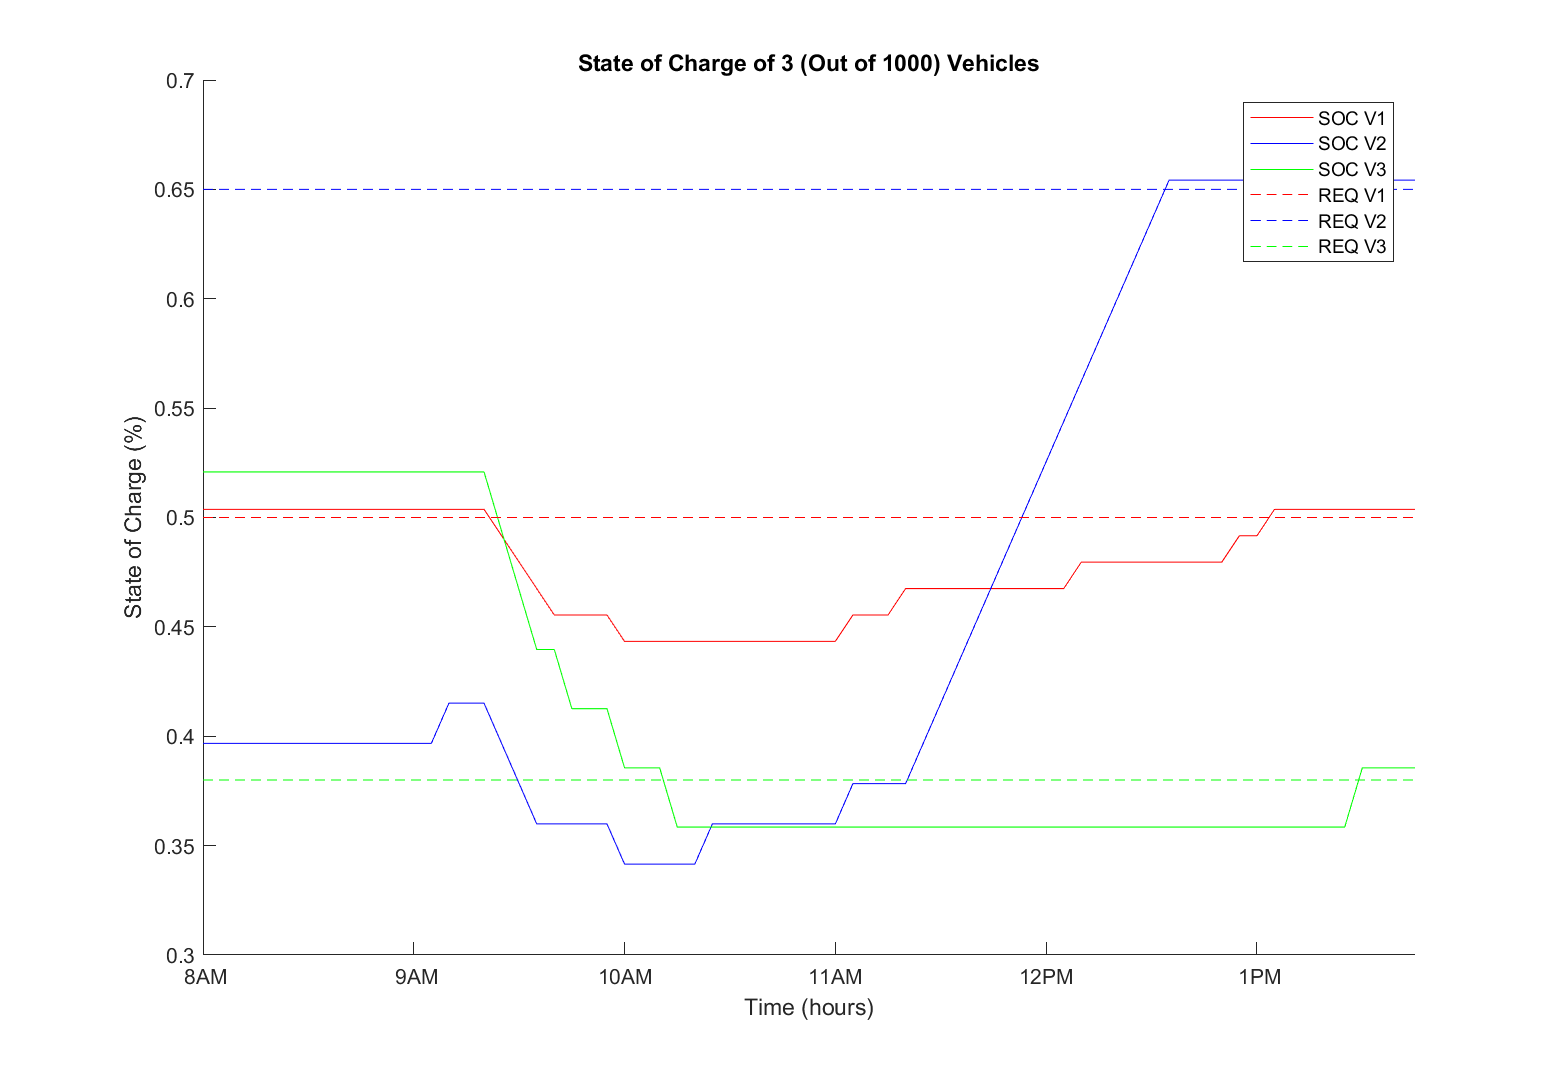 State of Charge of 3 (Out of 1000) Vehicles
0.7
0.65
0.6
0.55
0.5
0.45
0.4
0.35
0.3
State of Charge (%)
8AM 9AM 10AM 11AM 12PM 1PM
Time (hours)
SOC V1
SOC V2
SOC V3
REQ V1
REQ V2
REQ V3